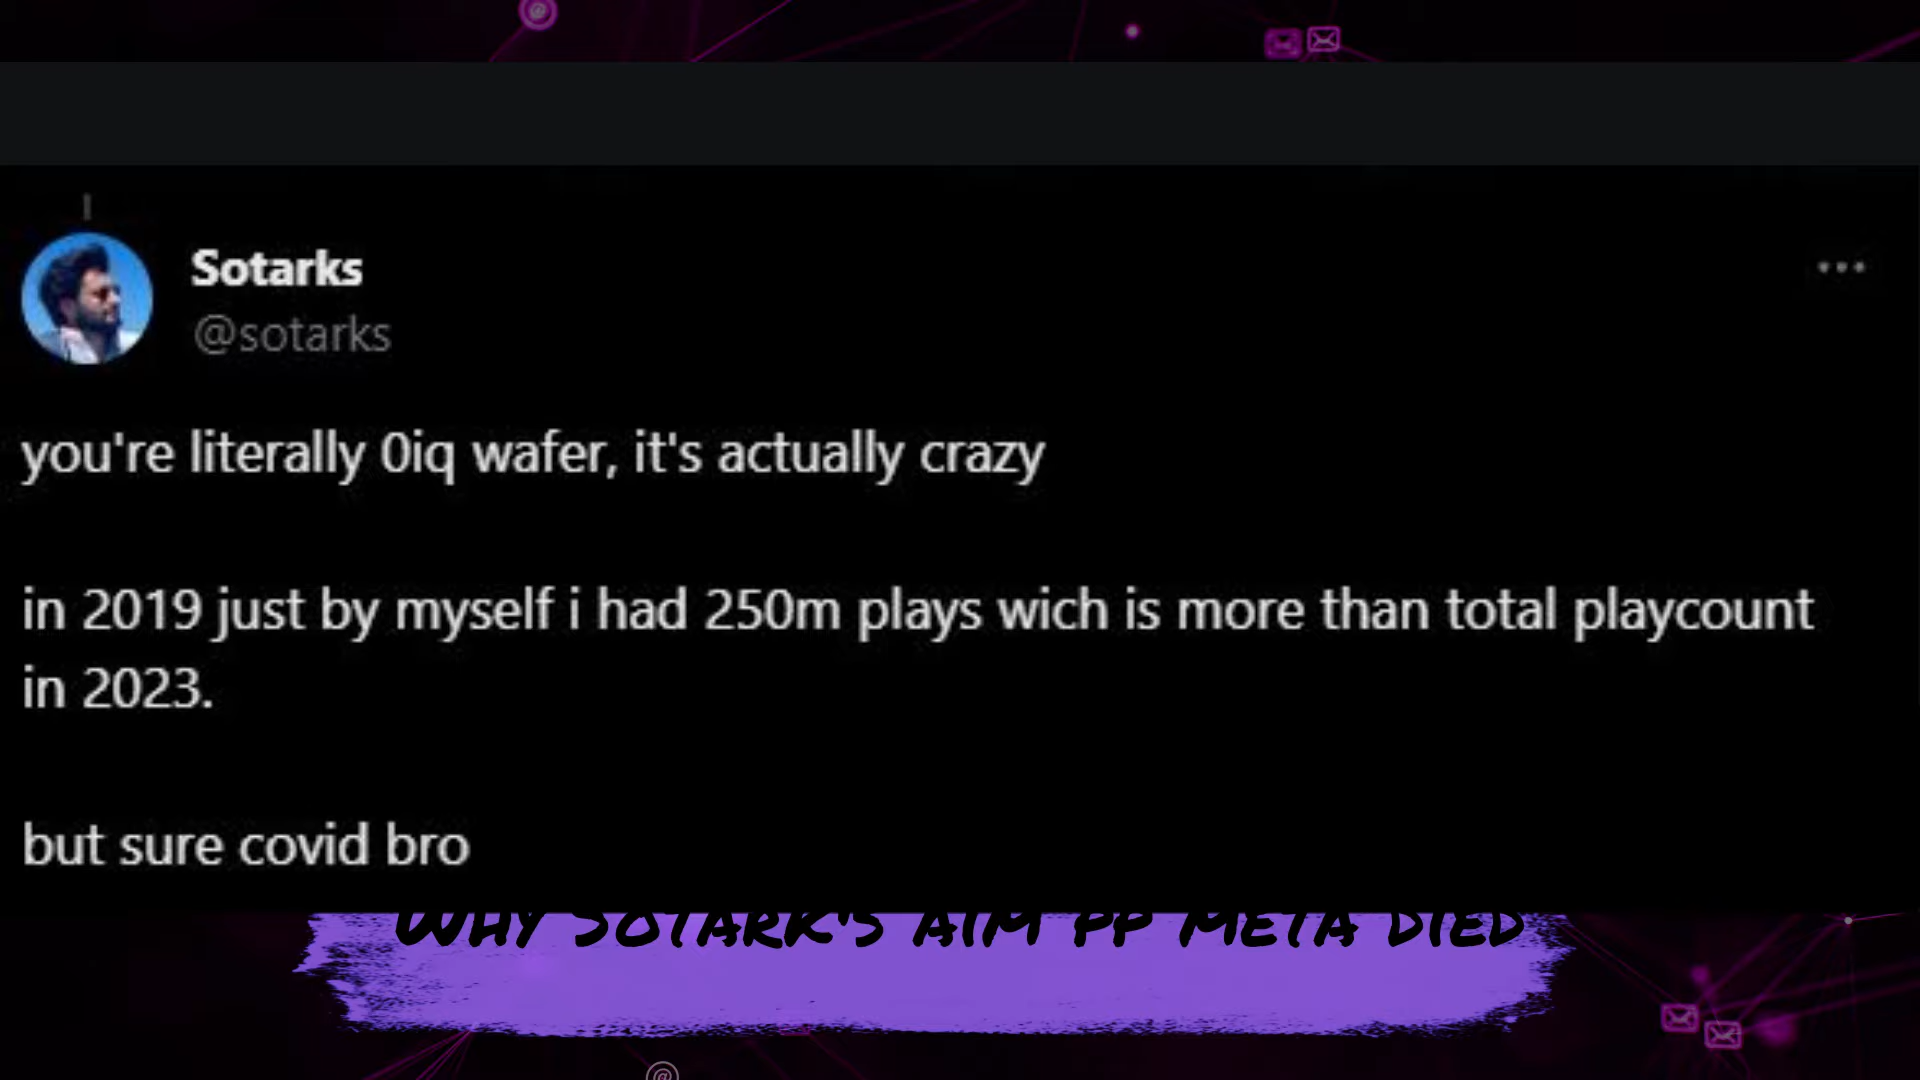 Sotarks
@sotarks
you're literally 0iq wafer, it's actually crazy
in 2019 just by myself i had 250m plays wich is more than total playcount
in 2023.
but sure covid bro
WHY SOTARK'S AIM PP META DIED